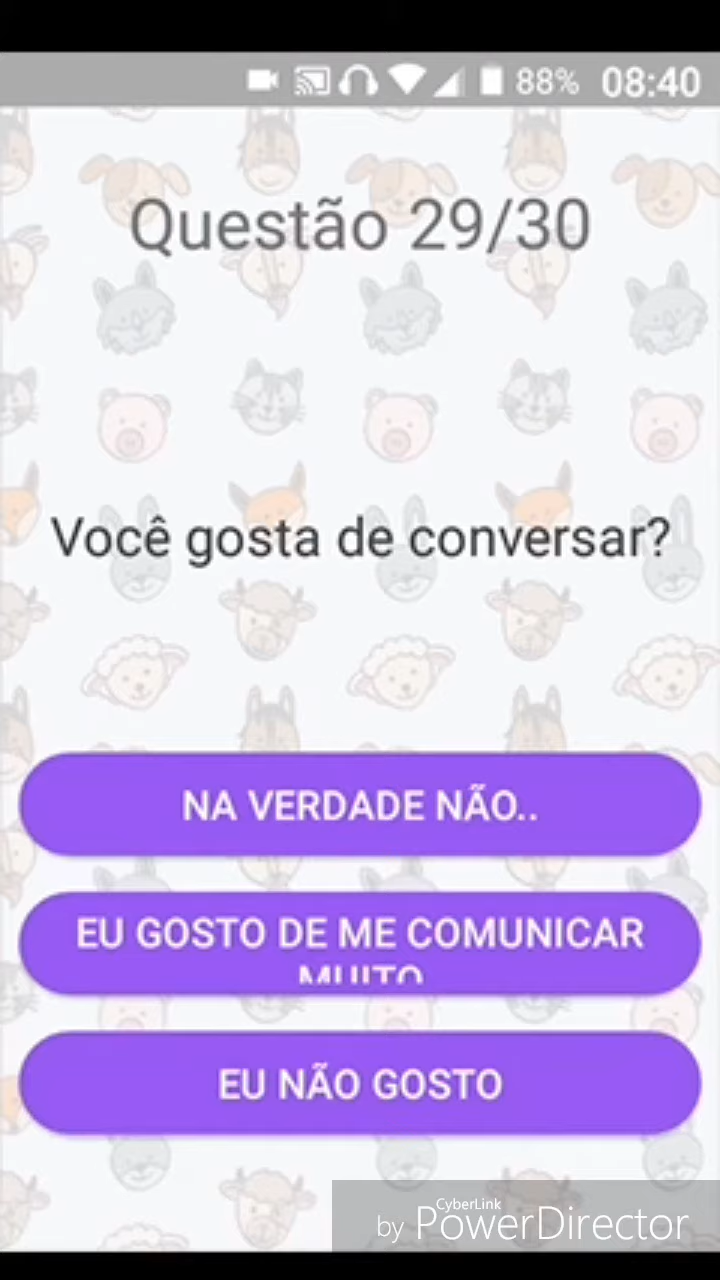 88% 08:40
Questão 29/30
Você gosta de conversar?
NA VERDADE NÃO..
EU GOSTO DE ME COMUNICAR
MUITO
EU NÃO GOSTO
CyberLink
by PowerDirector